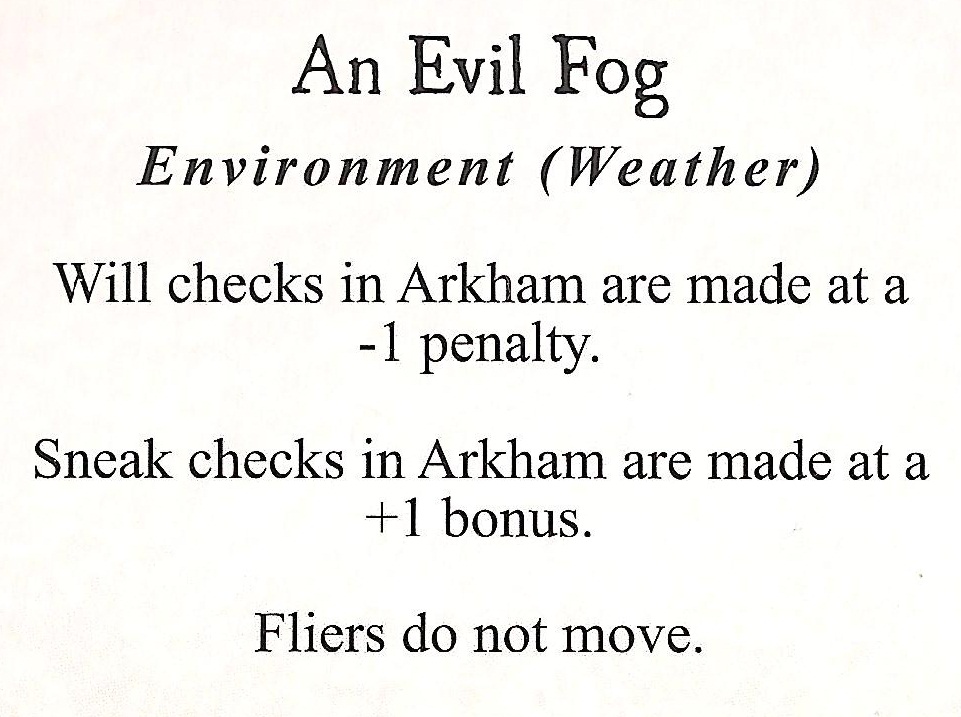 An Evil Fog
Environment (Weather)
Will checks in Arkham are made at a
-1 penalty.
Sneak checks in Arkham are made at a
+1 bonus.
Fliers do not move.